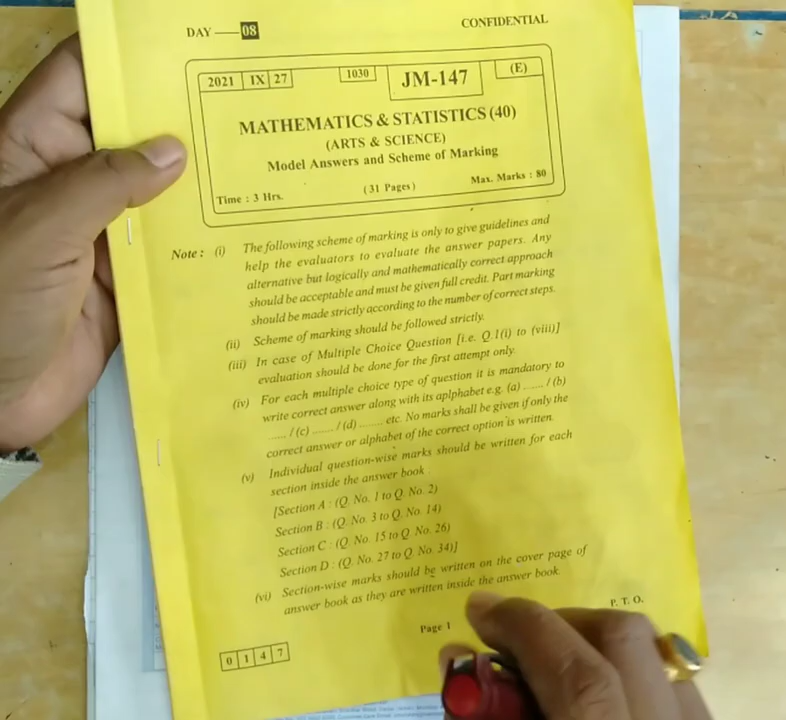 DAY — 08
CONFIDENTIAL
2021 IX 27
1030
JM-147
(E)
MATHEMATICS & STATISTICS (40)
(ARTS & SCIENCE)
Model Answers and Scheme of Marking
Time : 3 Hrs.
(31 Pages)
Max. Marks : 80
Note : (i) The following scheme of marking is only to give guidelines and
help the evaluators to evaluate the answer papers. Any
alternative but logically and mathematically correct approach
should be acceptable and must be given full credit. Part marking
should be made strictly according to the number of correct steps.
(ii) Scheme of marking should be followed strictly.
(iii) In case of Multiple Choice Question [i.e. Q.1(i) to (viii)]
evaluation should be done for the first attempt only.
(iv) For each multiple choice type of question it is mandatory to
write correct answer along with its aplphabet e.g. (a) ...... / (b)
...... / (c) ...... / (d) ....... etc. No marks shall be given if only the
correct answer or alphabet of the correct option is written.
(v) Individual question-wise marks should be written for each
section inside the answer book.
[Section A : (Q. No. 1 to Q. No. 2)
Section B : (Q. No. 3 to Q. No. 14)
Section C : (Q. No. 15 to Q. No. 26)
Section D : (Q. No. 27 to Q. No. 34)]
(vi) Section-wise marks should be written on the cover page of
answer book as they are written inside the answer book.
P. T. O.
Page 1
0 1 4 7